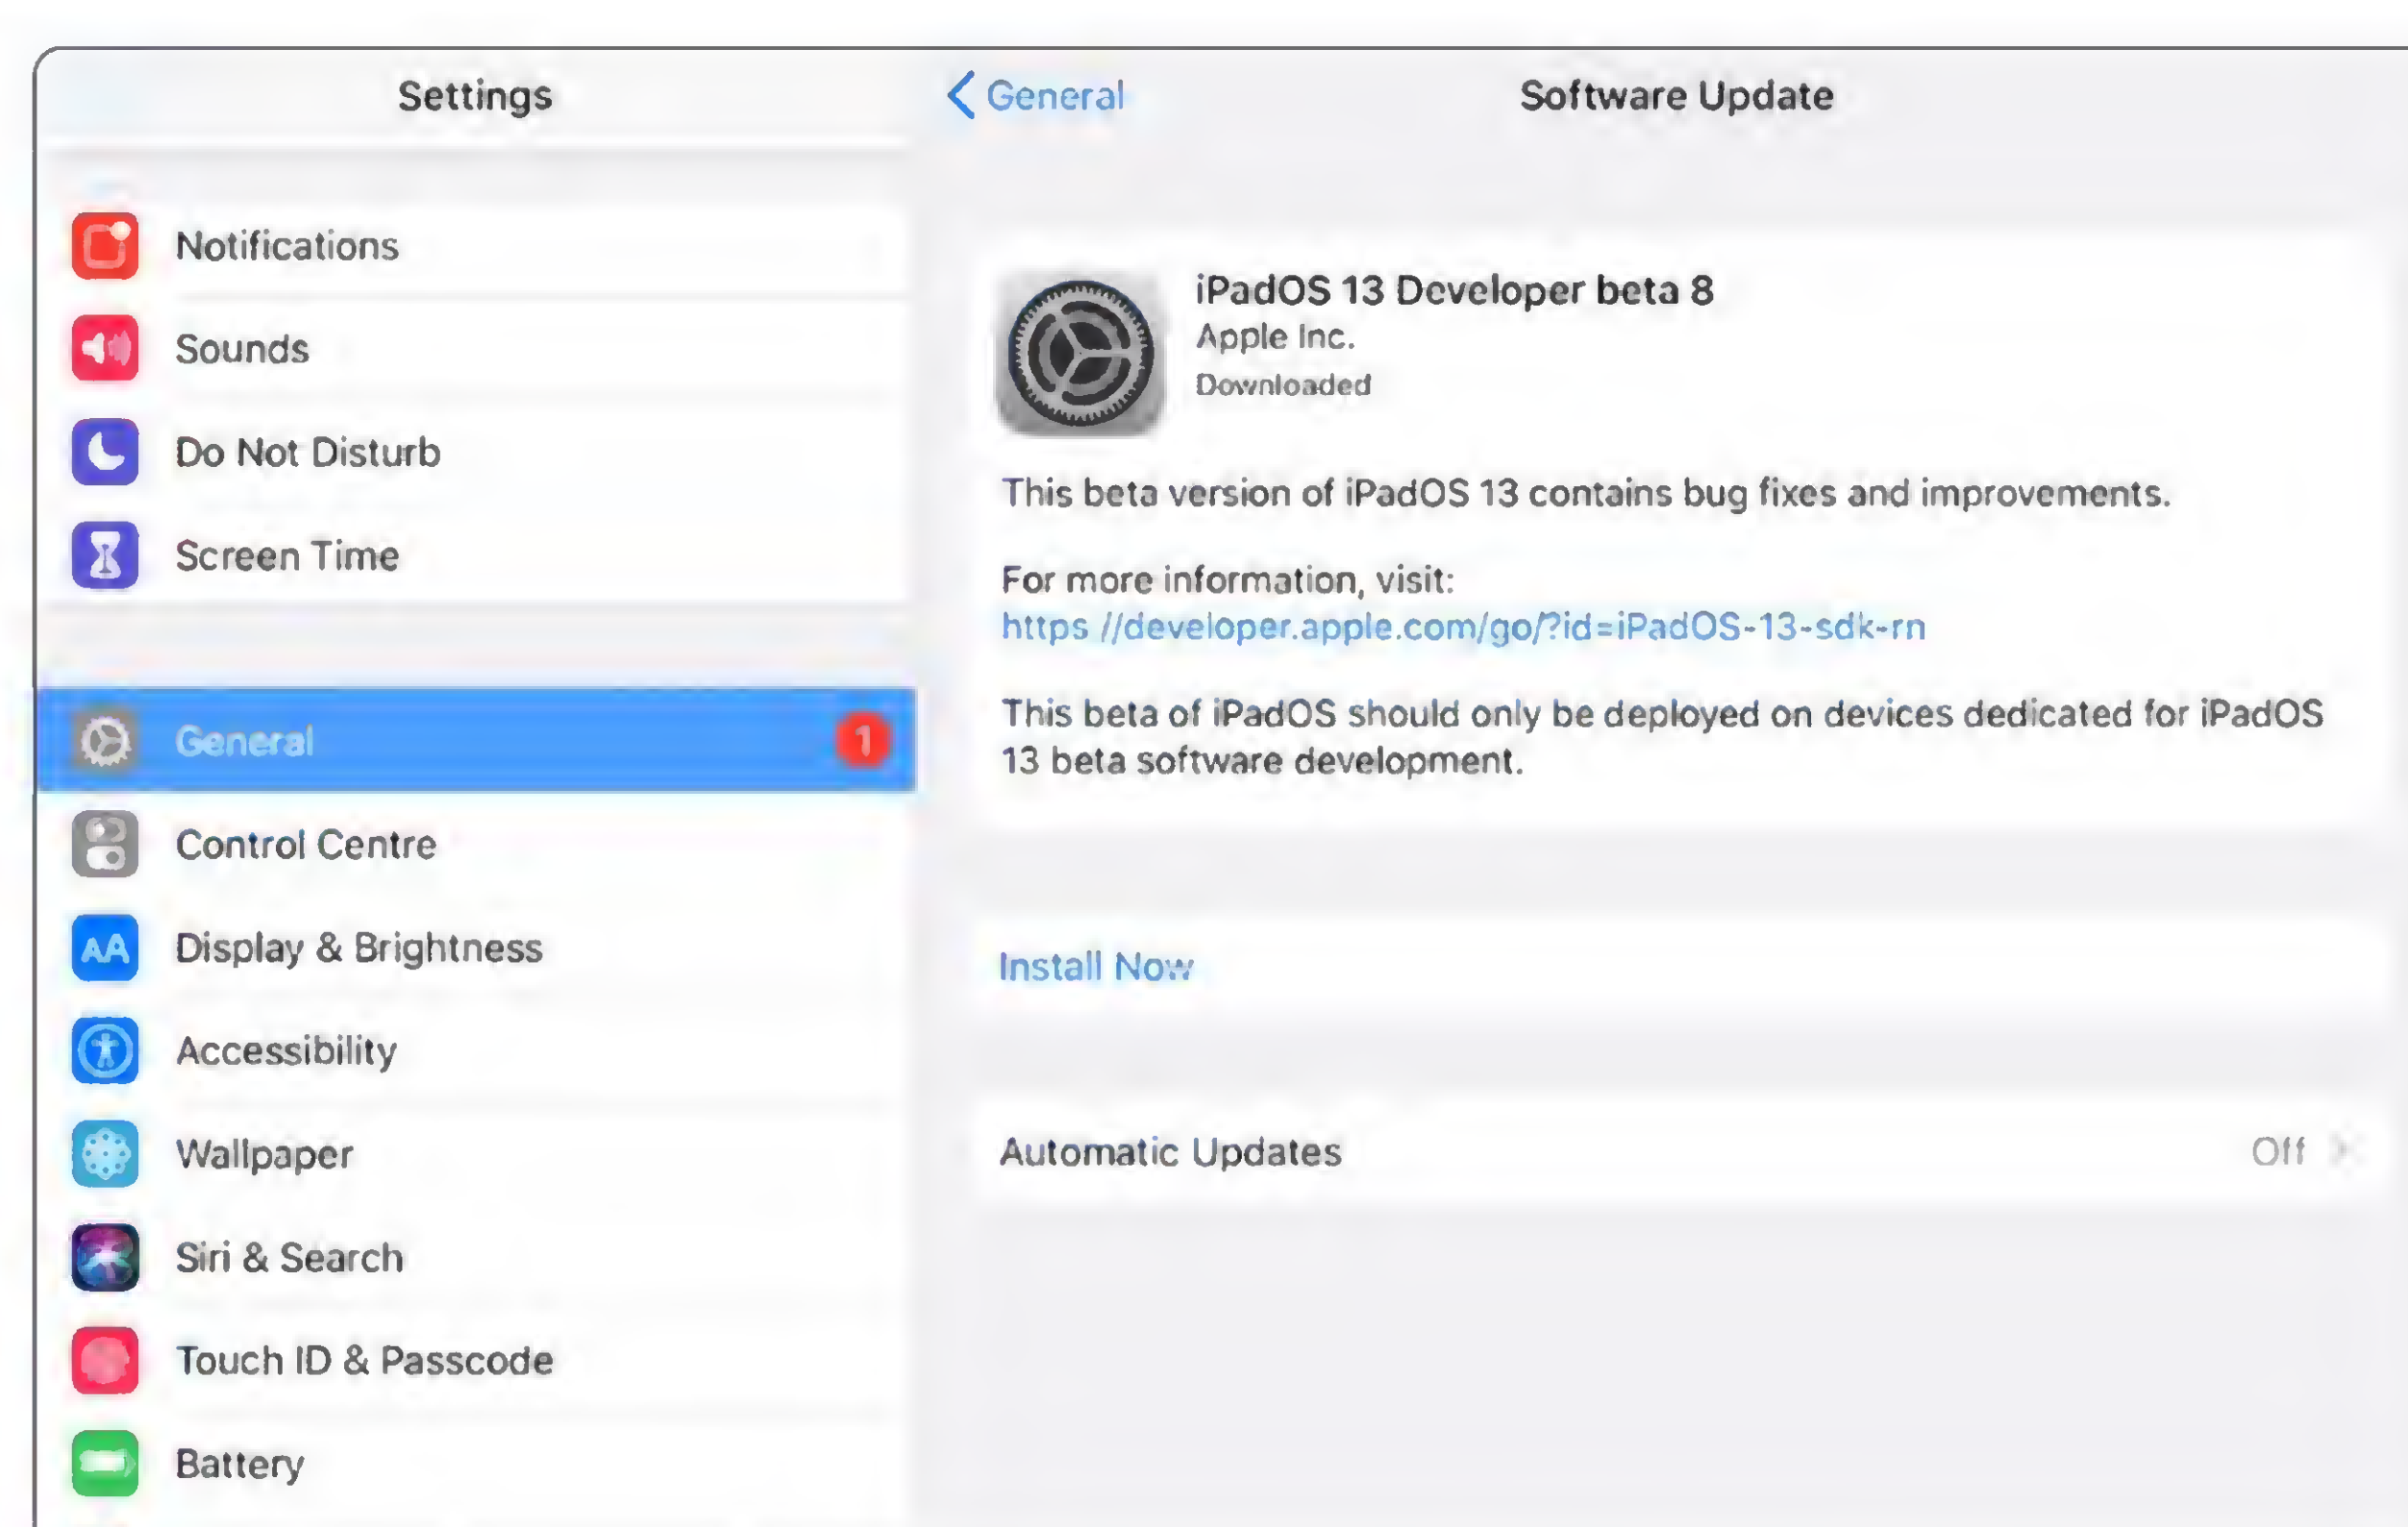 Settings
Notifications
Sounds
Do Not Disturb
Screen Time
General
1
Control Centre
AA
Display & Brightness
Accessibility
Wallpaper
Siri & Search
Touch ID & Passcode
Battery
General
Software Update
iPadOS 13 Developer beta 8
Apple Inc.
Downloaded
This beta version of iPadOS 13 contains bug fixes and improvements.
For more information, visit:
https //developer.apple.com/go/?id=iPadOS-13-sdk-rn
This beta of iPadOS should only be deployed on devices dedicated for iPadOS
13 beta software development.
Install Now
Automatic Updates
Off